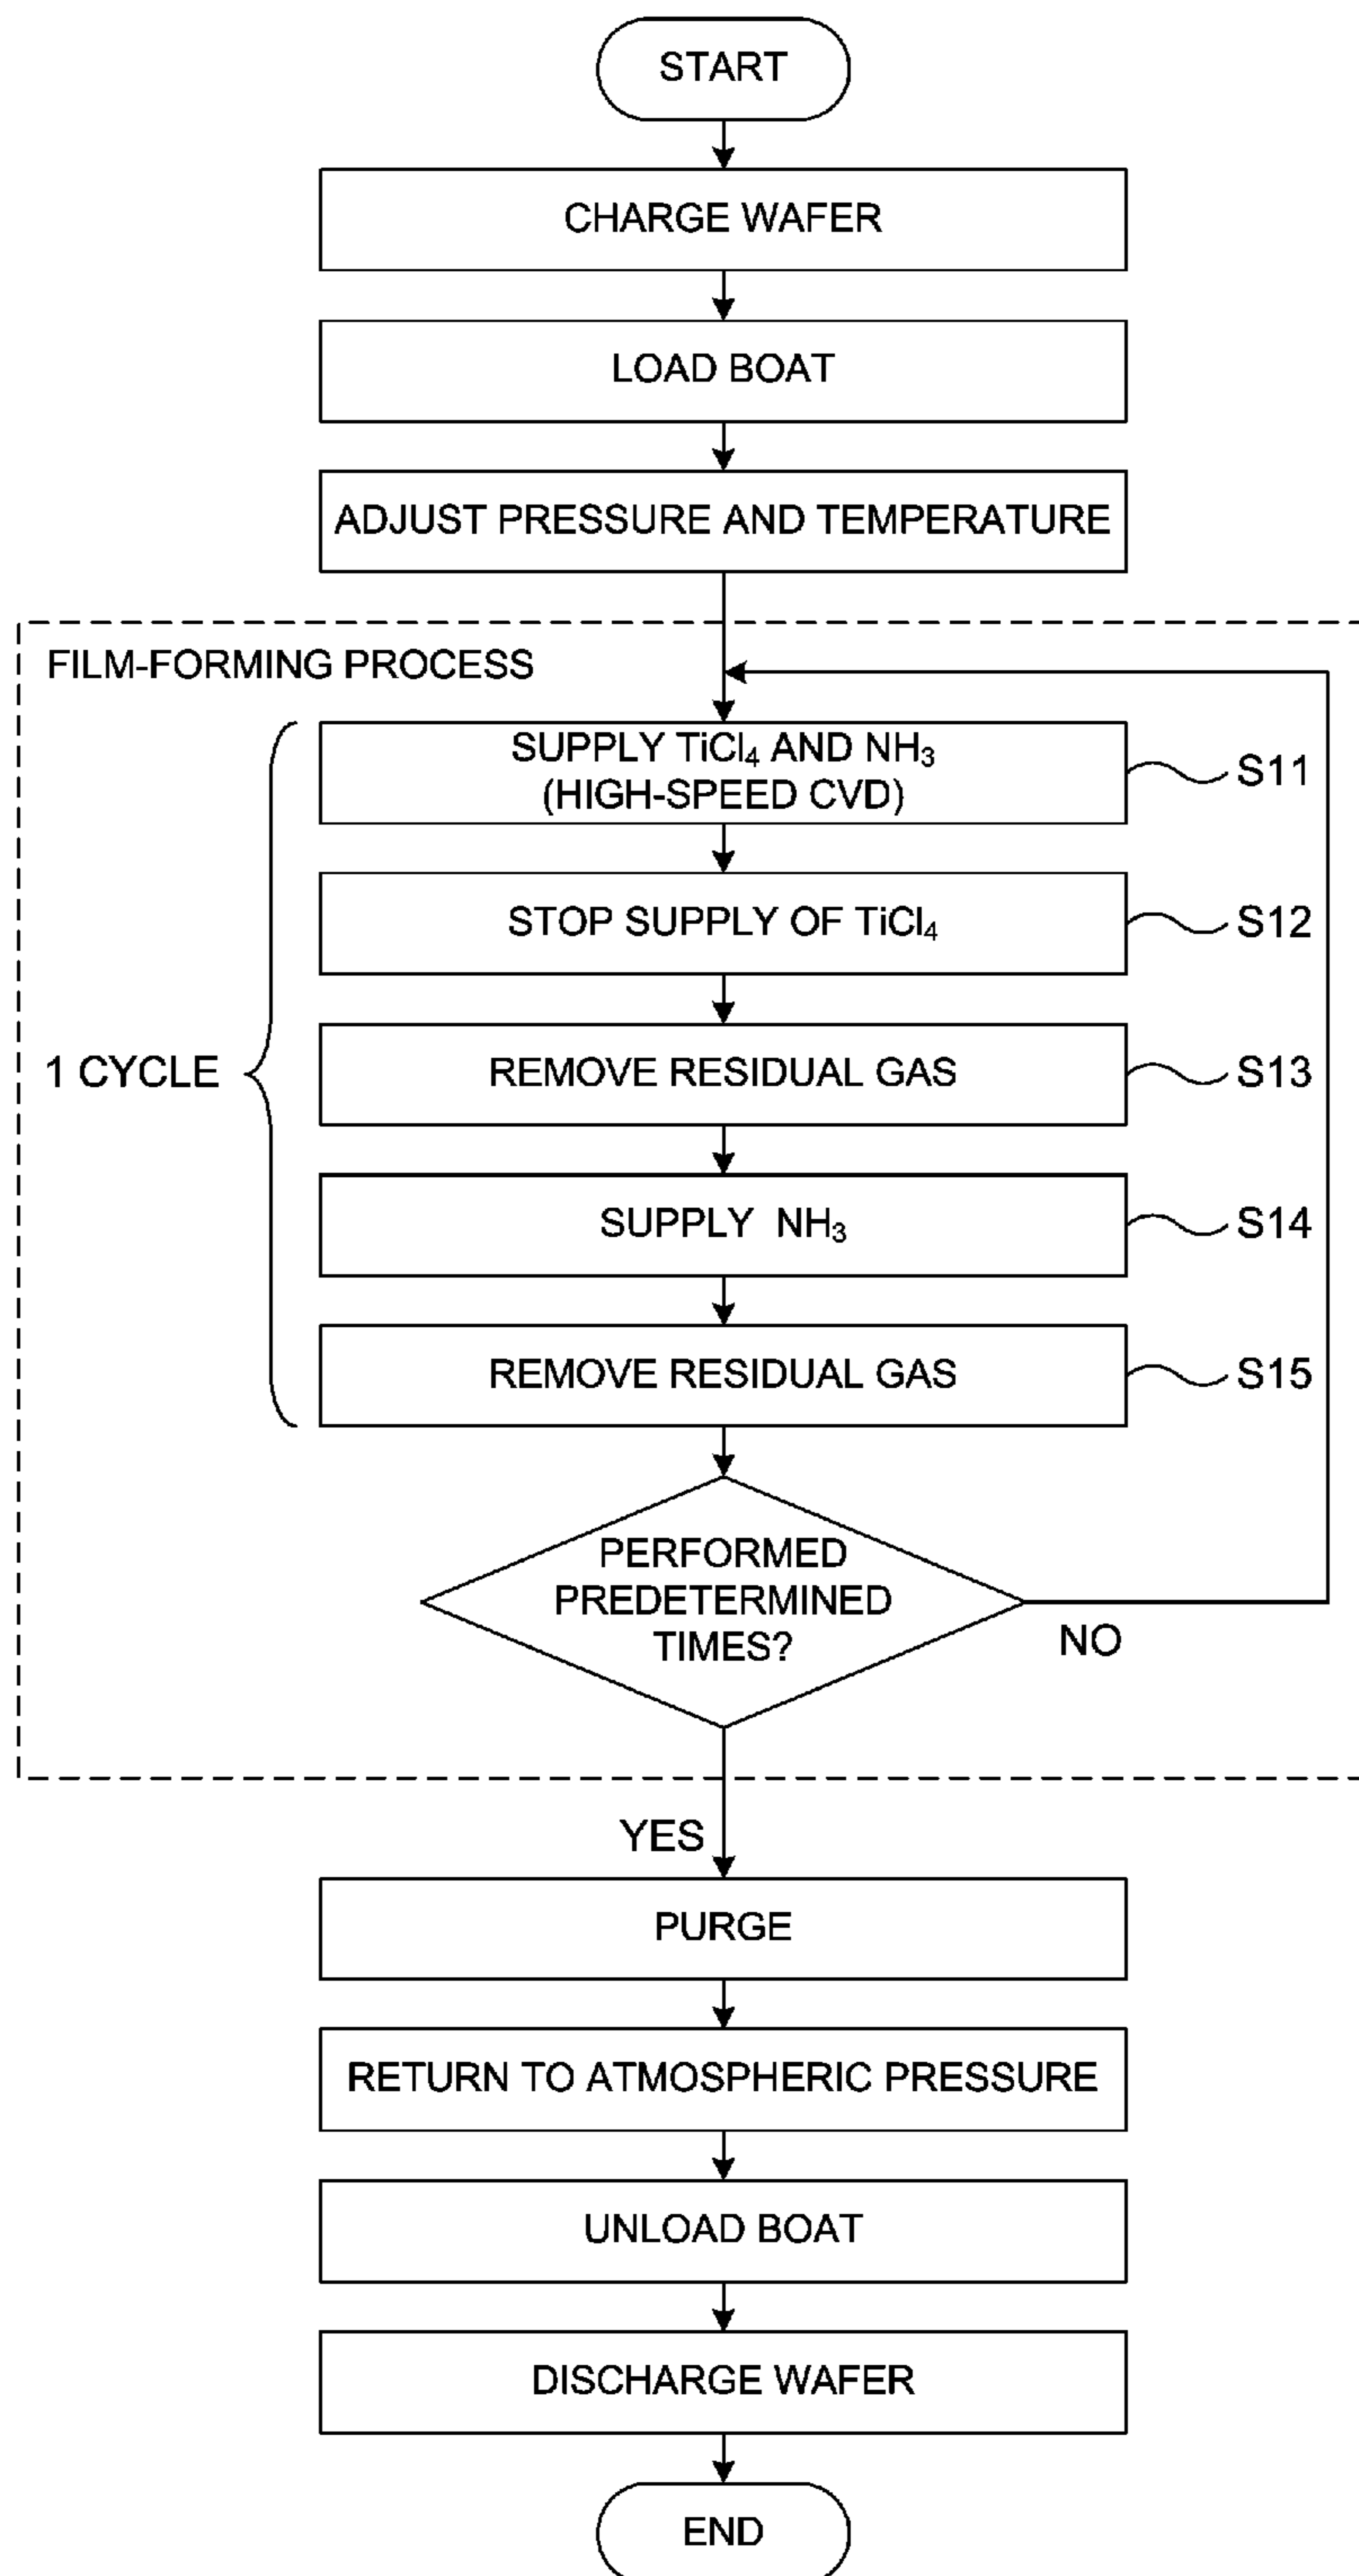 START
CHARGE WAFER
LOAD BOAT
ADJUST PRESSURE AND TEMPERATURE
FILM-FORMING PROCESS
SUPPLY TiCl₄ AND NH₃
(HIGH-SPEED CVD)
S11
STOP SUPPLY OF TiCl₄
S12
1 CYCLE
REMOVE RESIDUAL GAS
S13
SUPPLY NH₃
S14
REMOVE RESIDUAL GAS
S15
PERFORMED
PREDETERMINED
TIMES?
NO
YES
PURGE
RETURN TO ATMOSPHERIC PRESSURE
UNLOAD BOAT
DISCHARGE WAFER
END